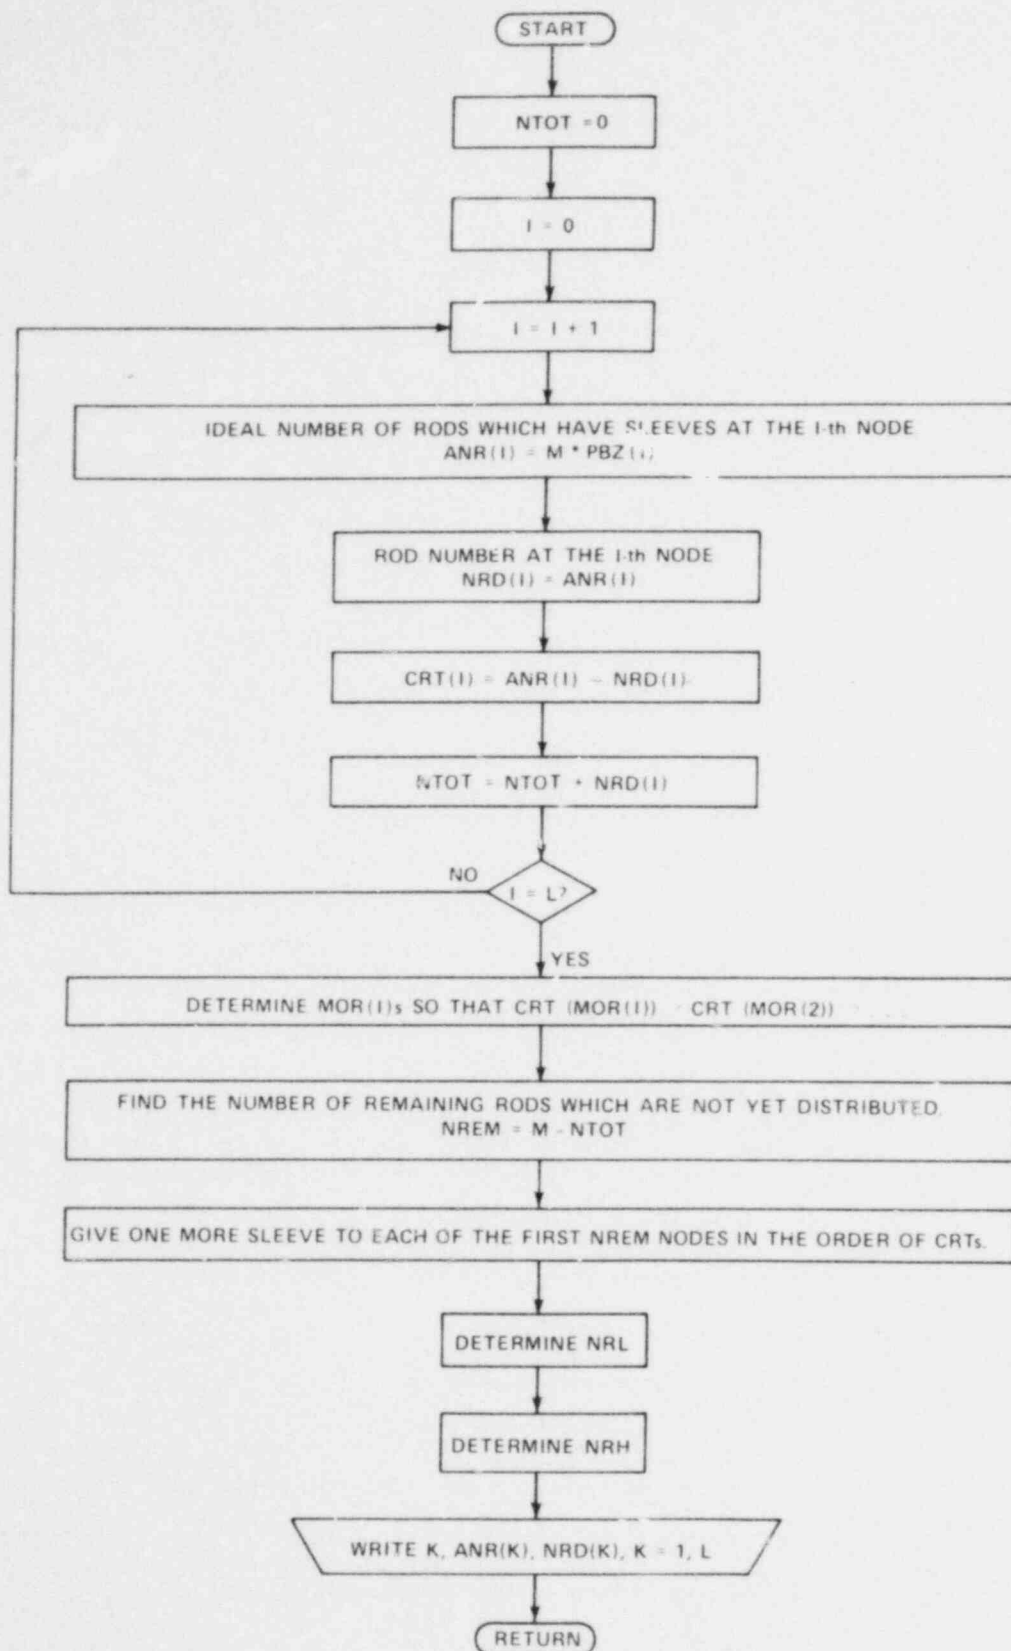 START
NTOT = 0
I = 0
I = I + 1
IDEAL NUMBER OF RODS WHICH HAVE SLEEVES AT THE I-th NODE
ANR(I) = M * PBZ(I)
ROD NUMBER AT THE I-th NODE
NRD(I) = ANR(I)
CRT(I) = ANR(I) - NRD(I)
NTOT = NTOT + NRD(I)
NO
I = L?
YES
DETERMINE MOR(I)s SO THAT CRT (MOR(1)) CRT (MOR(2))
FIND THE NUMBER OF REMAINING RODS WHICH ARE NOT YET DISTRIBUTED.
NREM = M - NTOT
GIVE ONE MORE SLEEVE TO EACH OF THE FIRST NREM NODES IN THE ORDER OF CRTs.
DETERMINE NRL
DETERMINE NRH
WRITE K, ANR(K), NRD(K), K = 1, L
RETURN